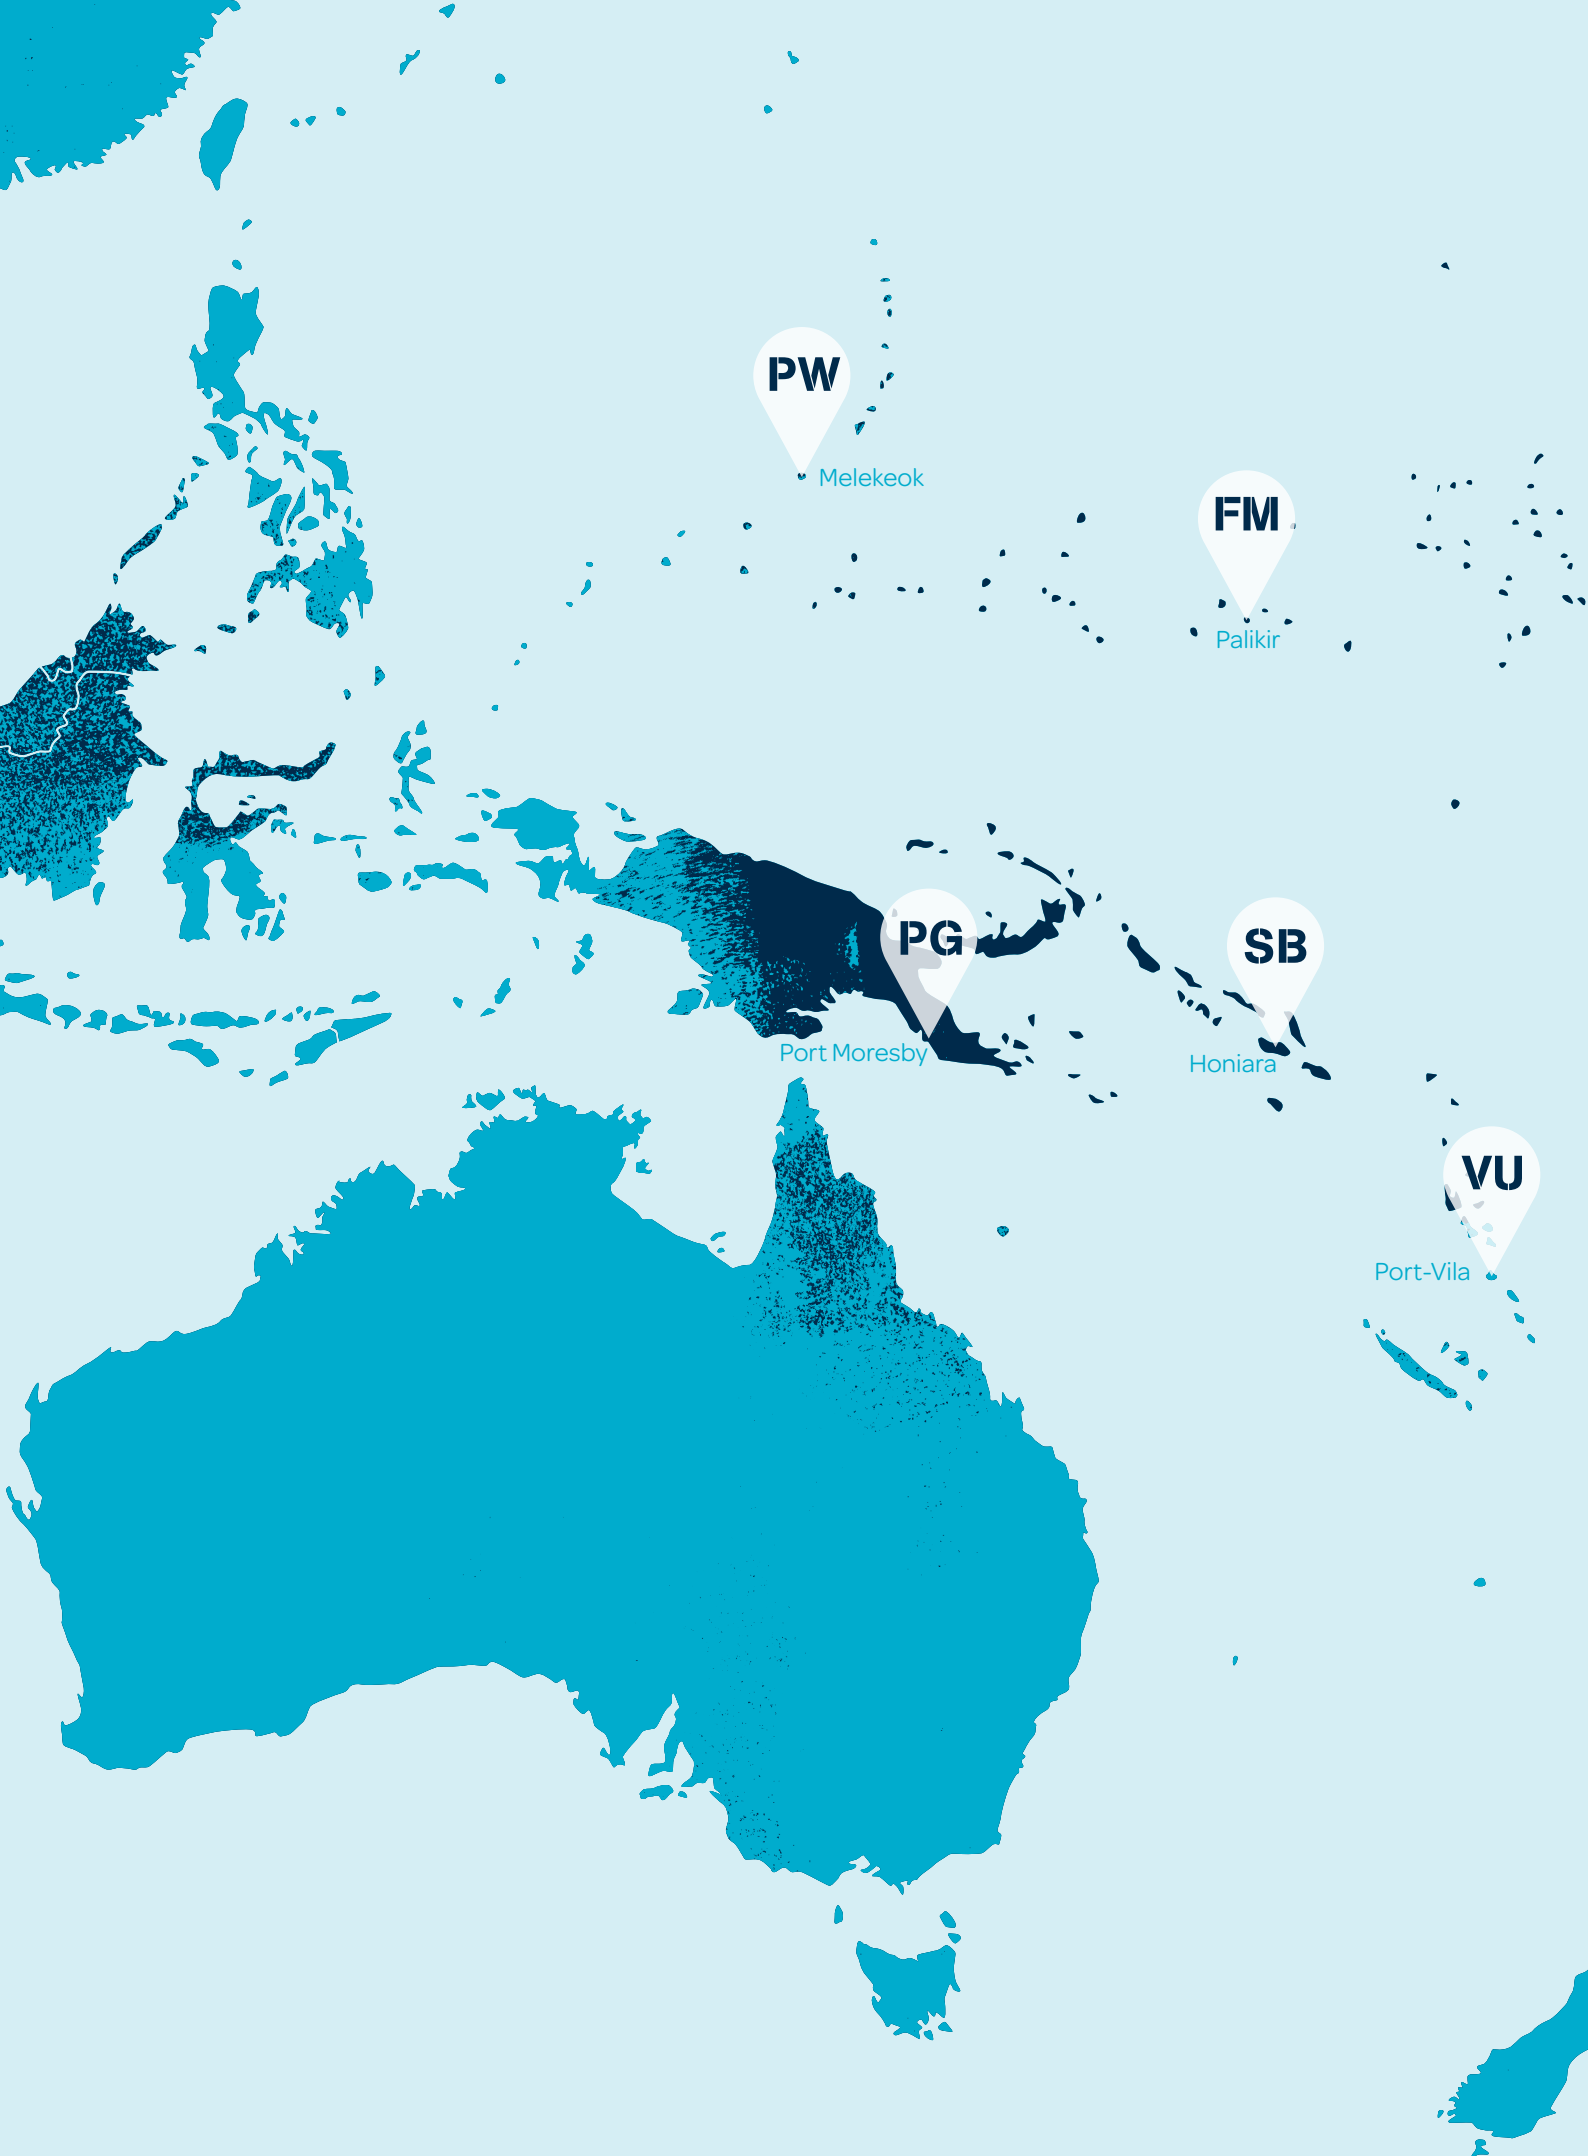 PW
Melekeok
FM
Palikir
PG
Port Moresby
SB
Honiara
VU
Port-Vila